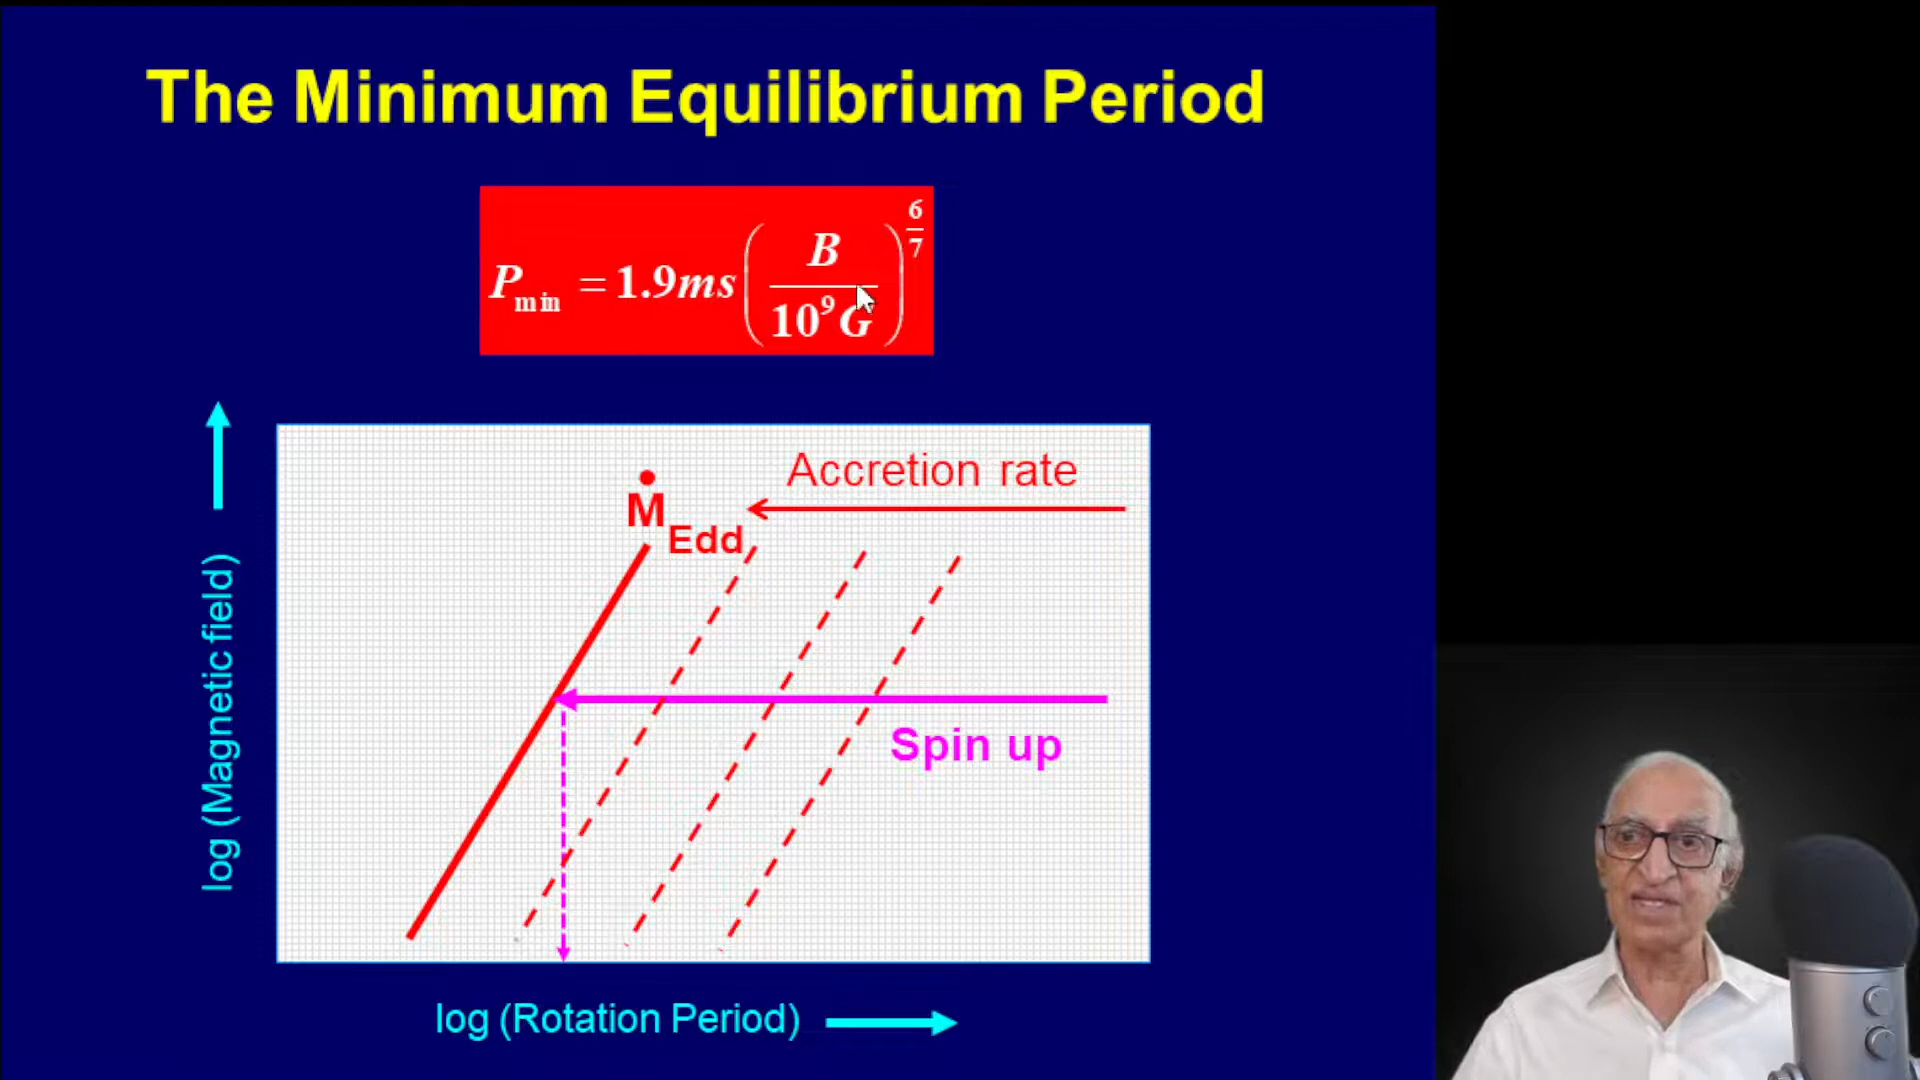 The Minimum Equilibrium Period
P_min = 1.9ms (B / 10^9 G)^(6/7)
Accretion rate
Ṁ Edd
Spin up
log (Magnetic field)
log (Rotation Period)